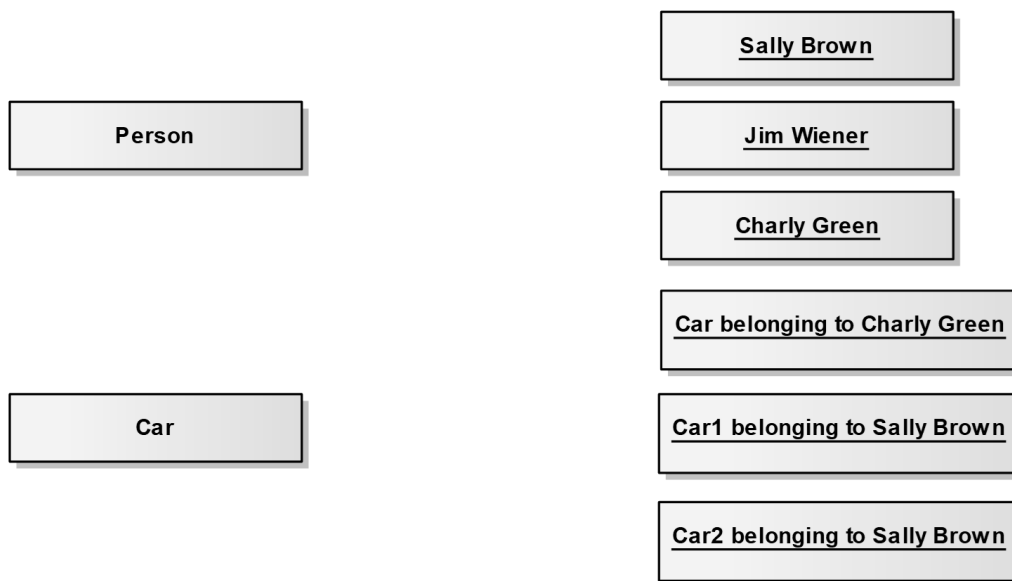 Sally Brown
Person
Jim Wiener
Charly Green
Car belonging to Charly Green
Car
Car1 belonging to Sally Brown
Car2 belonging to Sally Brown